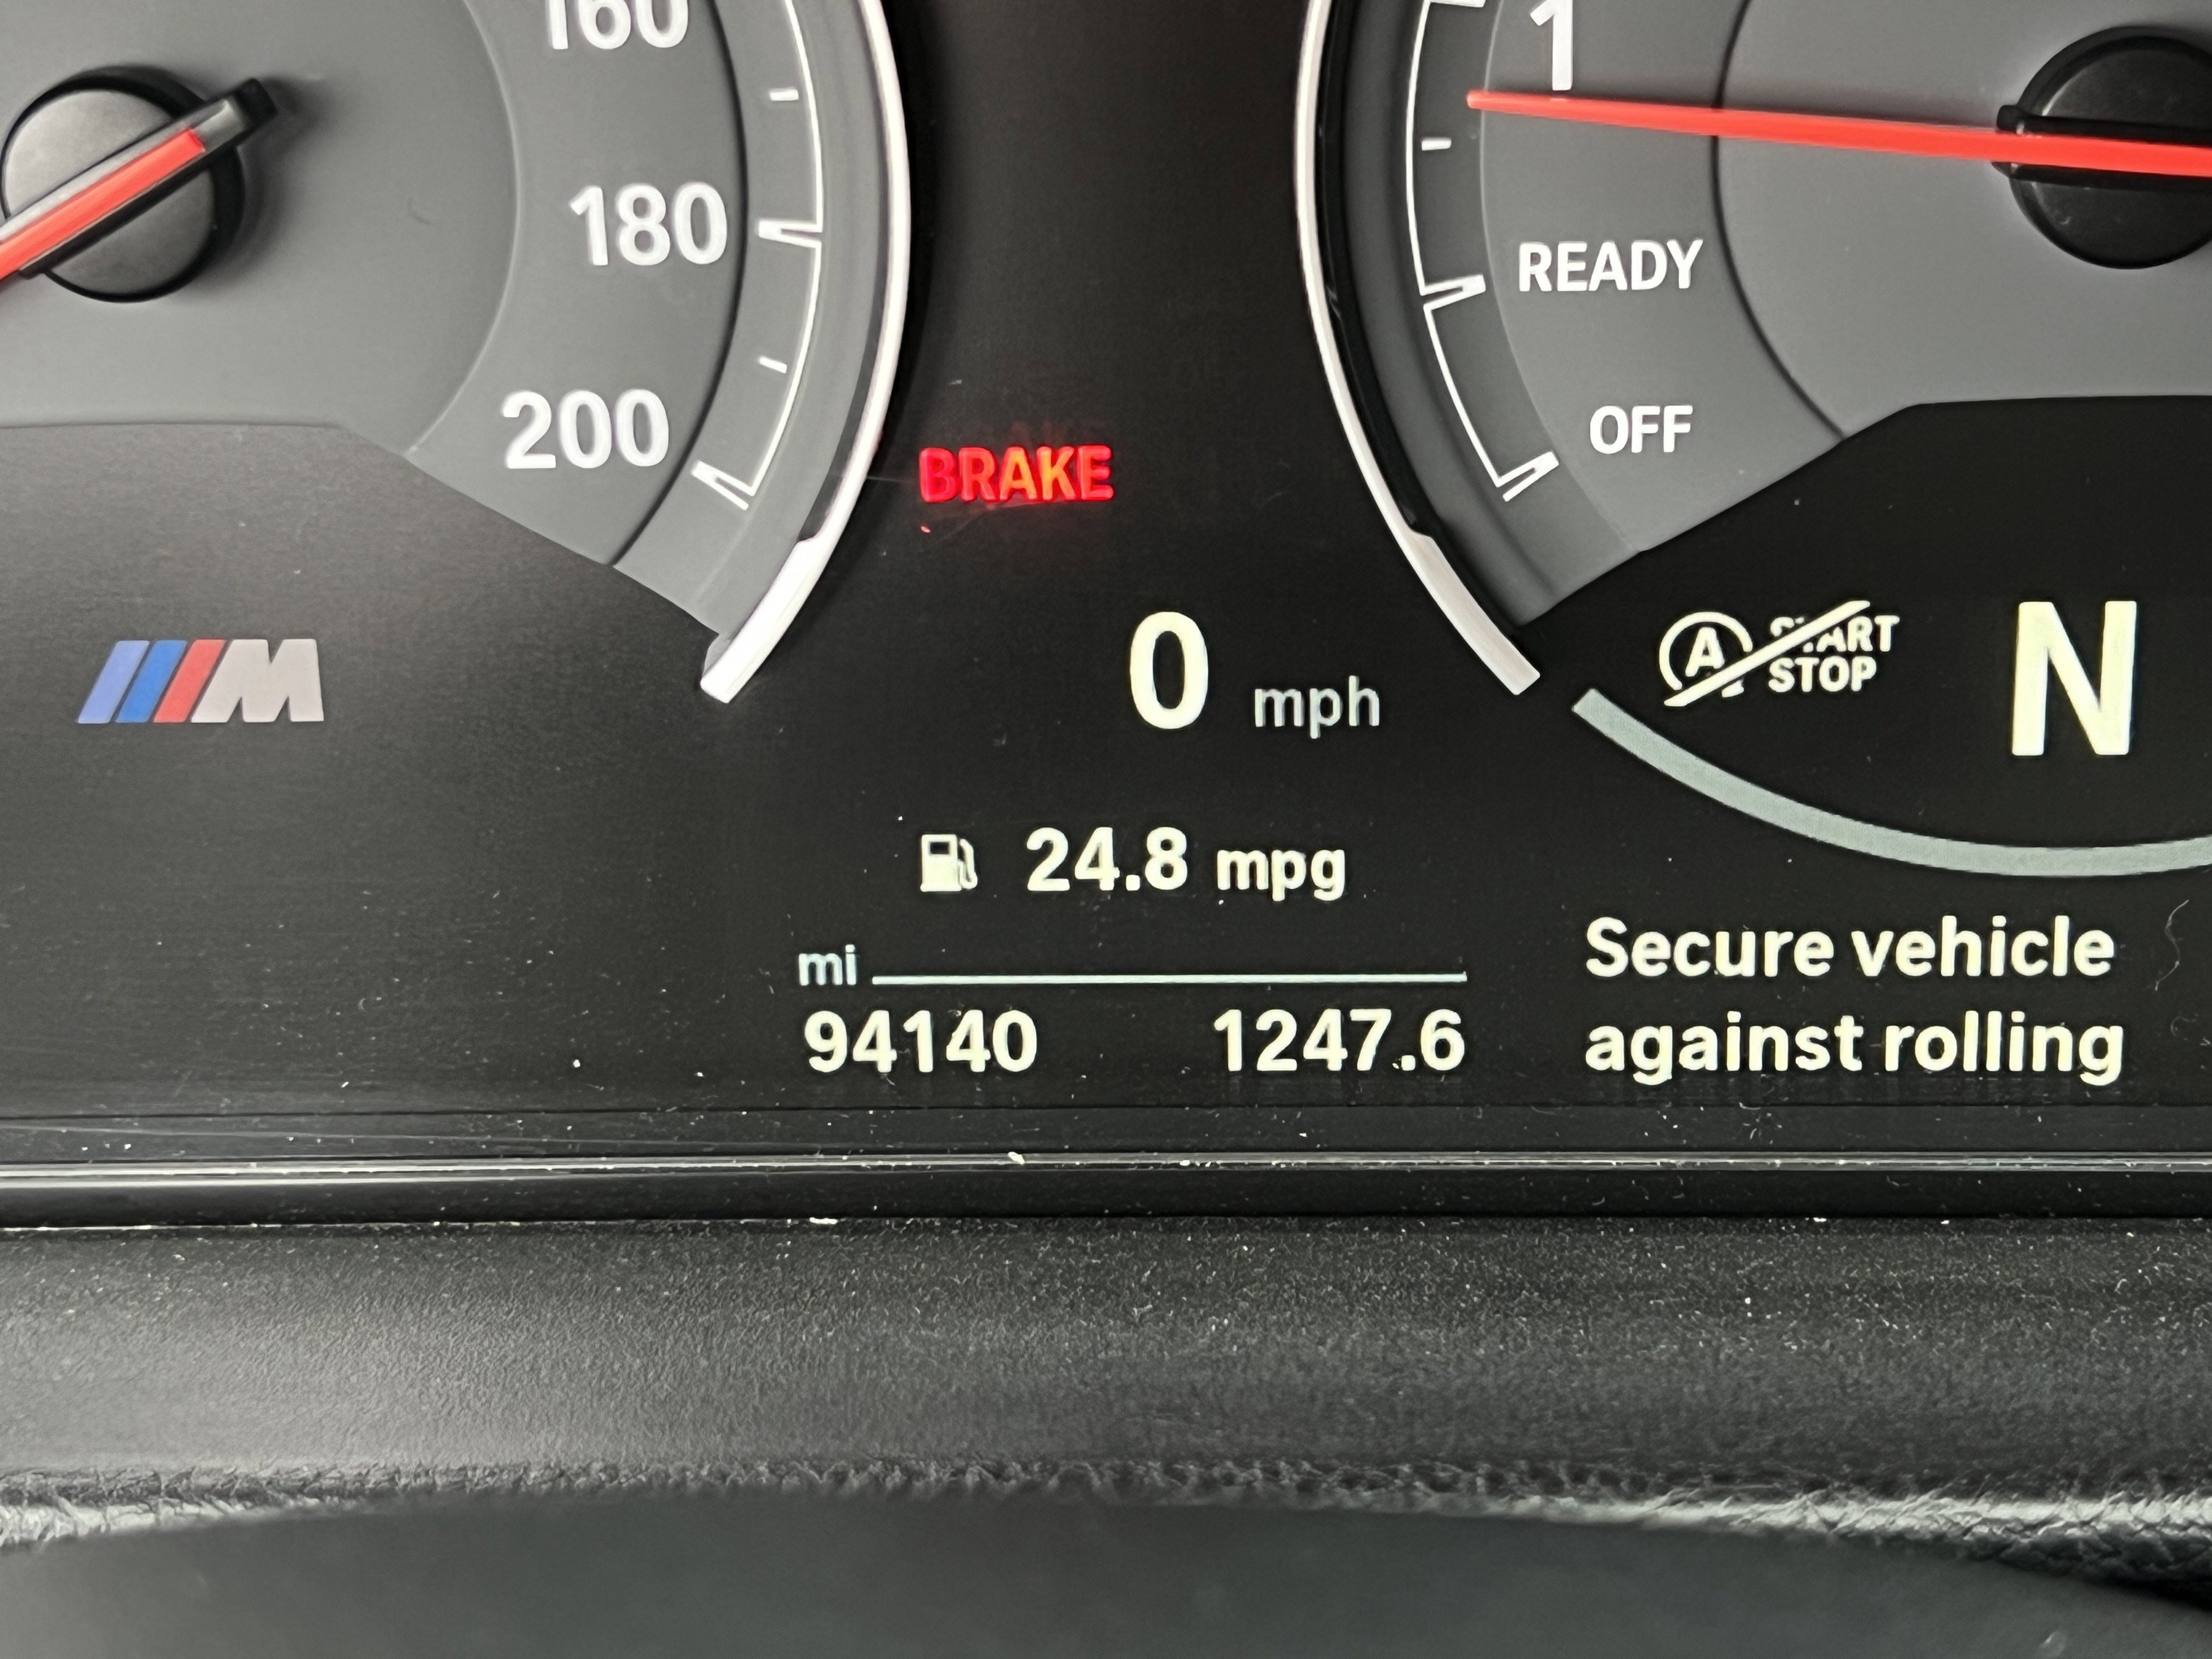 160
180
200
BRAKE
M
0 mph
24.8 mpg
mi
94140 1247.6
1
READY
OFF
A START STOP
N
Secure vehicle
against rolling